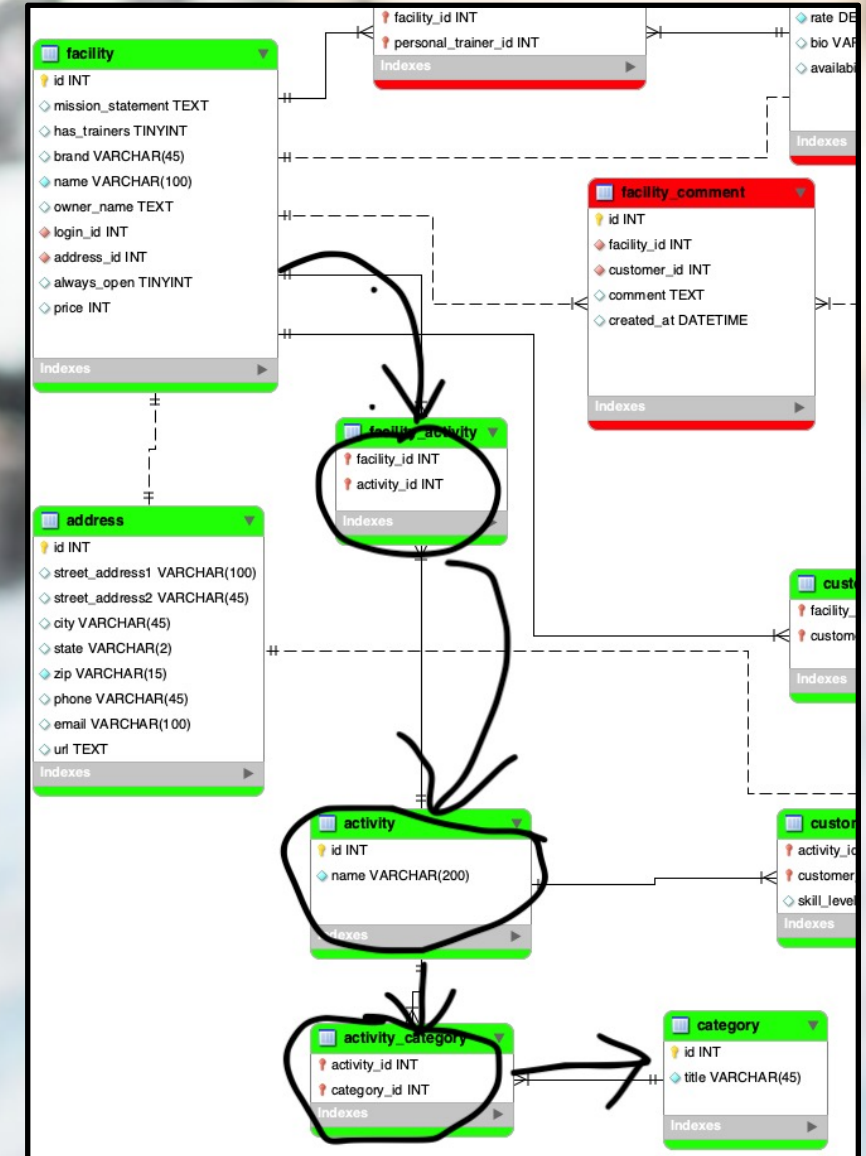 facility_id INT
personal_trainer_id INT
Indexes
rate DE
bio VAR
availabi
Indexes
facility
id INT
mission_statement TEXT
has_trainers TINYINT
brand VARCHAR(45)
name VARCHAR(100)
owner_name TEXT
login_id INT
address_id INT
always_open TINYINT
price INT
Indexes
facility_comment
id INT
facility_id INT
customer_id INT
comment TEXT
created_at DATETIME
Indexes
facility_activity
facility_id INT
activity_id INT
Indexes
address
id INT
street_address1 VARCHAR(100)
street_address2 VARCHAR(45)
city VARCHAR(45)
state VARCHAR(2)
zip VARCHAR(15)
phone VARCHAR(45)
email VARCHAR(100)
url TEXT
Indexes
custo
facility_
custom
Indexes
activity
id INT
name VARCHAR(200)
Indexes
custor
activity_ic
customer_
skill_level
Indexes
activity_category
activity_id INT
category_id INT
Indexes
category
id INT
title VARCHAR(45)
Indexes